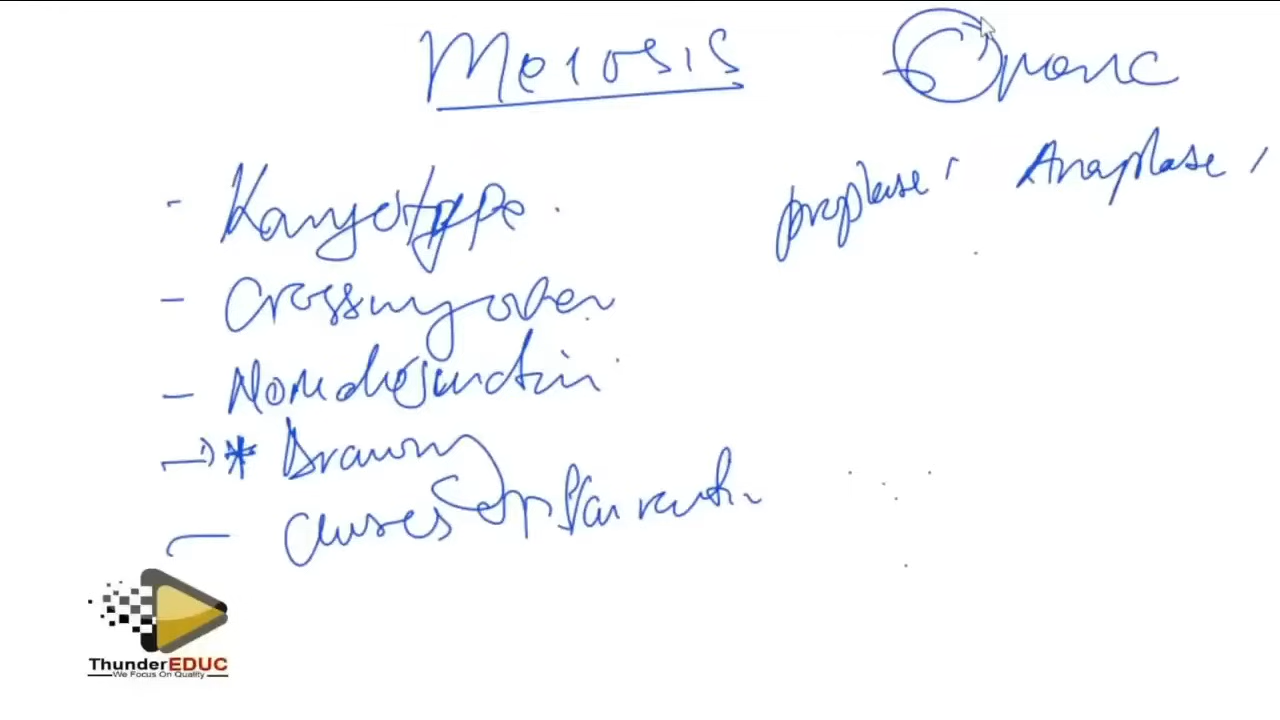 Meiosis
prophase, Anaphase,
- Karyotype.
- Crossing over
- Nondisjunction
→ * Drawing
- causes of variation
ThunderEDUC
We Focus On Quality